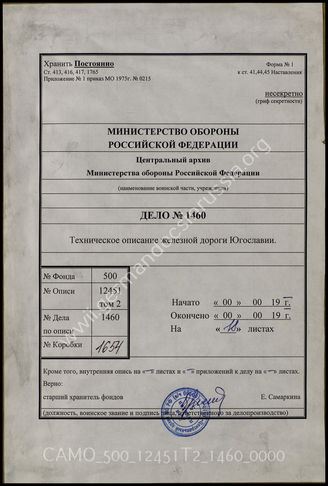 Хранить Постоянно
Форма № 1
Ст. 413, 416, 417, 1765
к ст. 41,44,45 Наставления
Приложение № 1 приказ МО 1975г. № 0215
несекретно
(гриф секретности)
МИНИСТЕРСТВО ОБОРОНЫ
РОССИЙСКОЙ ФЕДЕРАЦИИ
Центральный архив
Министерства обороны Российской Федерации
(наименование воинской части, учреждения)
ДЕЛО № 1460
Техническое описание железной дороги Югославии.
№ Фонда 500
№ Описи 12451
том 2
№ Дела 1460
по описи
№ Коробки 1654
Начато « 00 » 00 19 г.
Окончено « 00 » 00 19 г.
На листах
Кроме того, внутренняя опись на листах и приложений к делу на листах.
Верно:
старший хранитель фондов Е. Самаркина
(должность, воинское звание и подпись лица, ответственного за делопроизводство)
www.germandocsinrussia.org
CAMO_500_12451T2_1460_0000